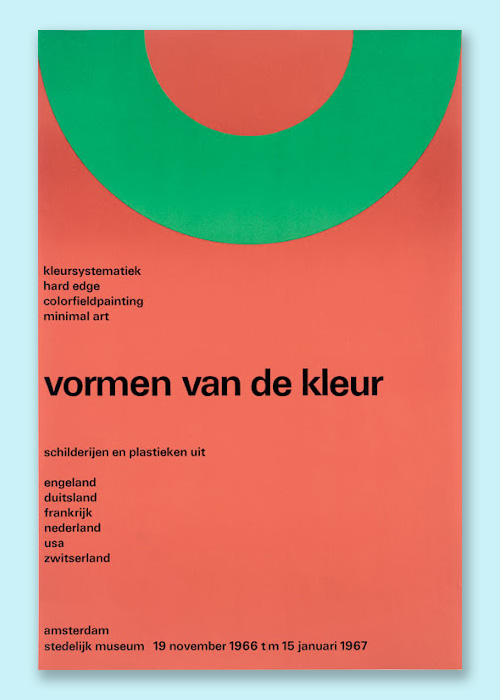 kleursystematiek
hard edge
colorfieldpainting
minimal art
vormen van de kleur
schilderijen en plastieken uit
engeland
duitsland
frankrijk
nederland
usa
zwitserland
amsterdam
stedelijk museum 19 november 1966 t m 15 januari 1967